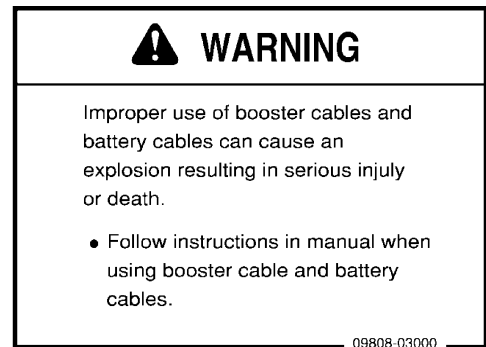 WARNING
Improper use of booster cables and
battery cables can cause an
explosion resulting in serious injuly
or death.
• Follow instructions in manual when
using booster cable and battery
cables.
09808-03000